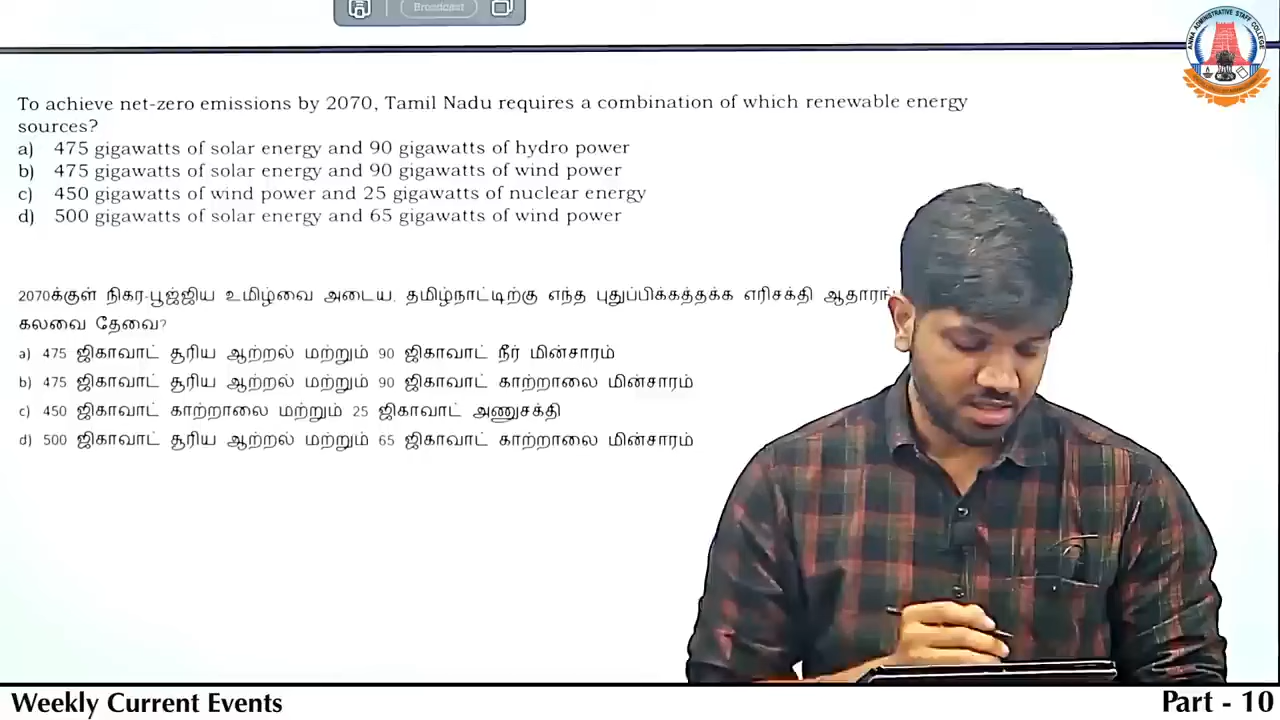 Broadcast
ANNA ADMINISTRATIVE STAFF COLLEGE
To achieve net-zero emissions by 2070, Tamil Nadu requires a combination of which renewable energy
sources?
a) 475 gigawatts of solar energy and 90 gigawatts of hydro power
b) 475 gigawatts of solar energy and 90 gigawatts of wind power
c) 450 gigawatts of wind power and 25 gigawatts of nuclear energy
d) 500 gigawatts of solar energy and 65 gigawatts of wind power
2070க்குள் நிகர-பூஜ்ஜிய உமிழ்வை அடைய, தமிழ்நாட்டிற்கு எந்த புதுப்பிக்கத்தக்க எரிசக்தி
கலவை தேவை?
a) 475 ஜிகாவாட் சூரிய ஆற்றல் மற்றும் 90 ஜிகாவாட் நீர் மின்சாரம்
b) 475 ஜிகாவாட் சூரிய ஆற்றல் மற்றும் 90 ஜிகாவாட் காற்றாலை மின்சாரம்
c) 450 ஜிகாவாட் காற்றாலை மற்றும் 25 ஜிகாவாட் அணுசக்தி
d) 500 ஜிகாவாட் சூரிய ஆற்றல் மற்றும் 65 ஜிகாவாட் காற்றாலை மின்சாரம்
Weekly Current Events
Part - 10